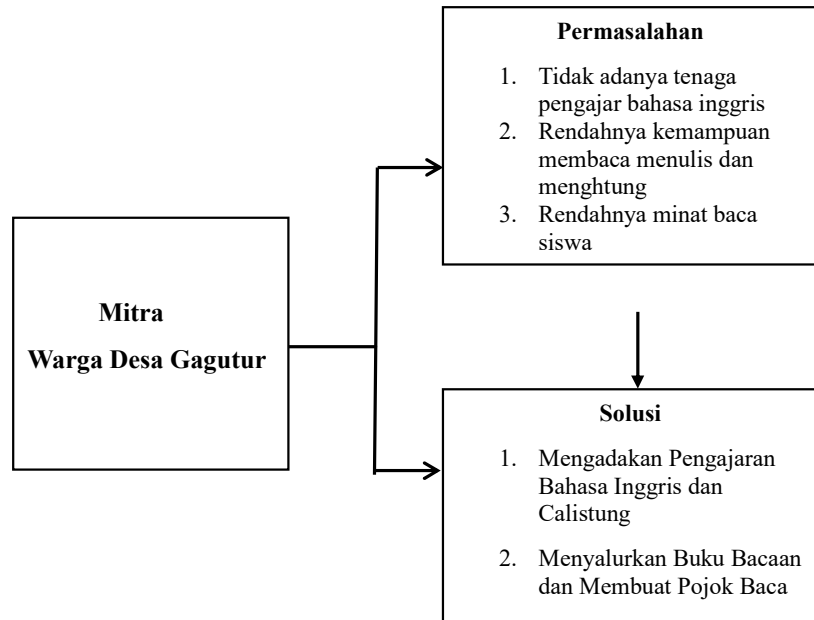 Mitra
Warga Desa Gagutur
Permasalahan
1. Tidak adanya tenaga
pengajar bahasa inggris
2. Rendahnya kemampuan
membaca menulis dan
menghtung
3. Rendahnya minat baca
siswa
Solusi
1. Mengadakan Pengajaran
Bahasa Inggris dan
Calistung
2. Menyalurkan Buku Bacaan
dan Membuat Pojok Baca